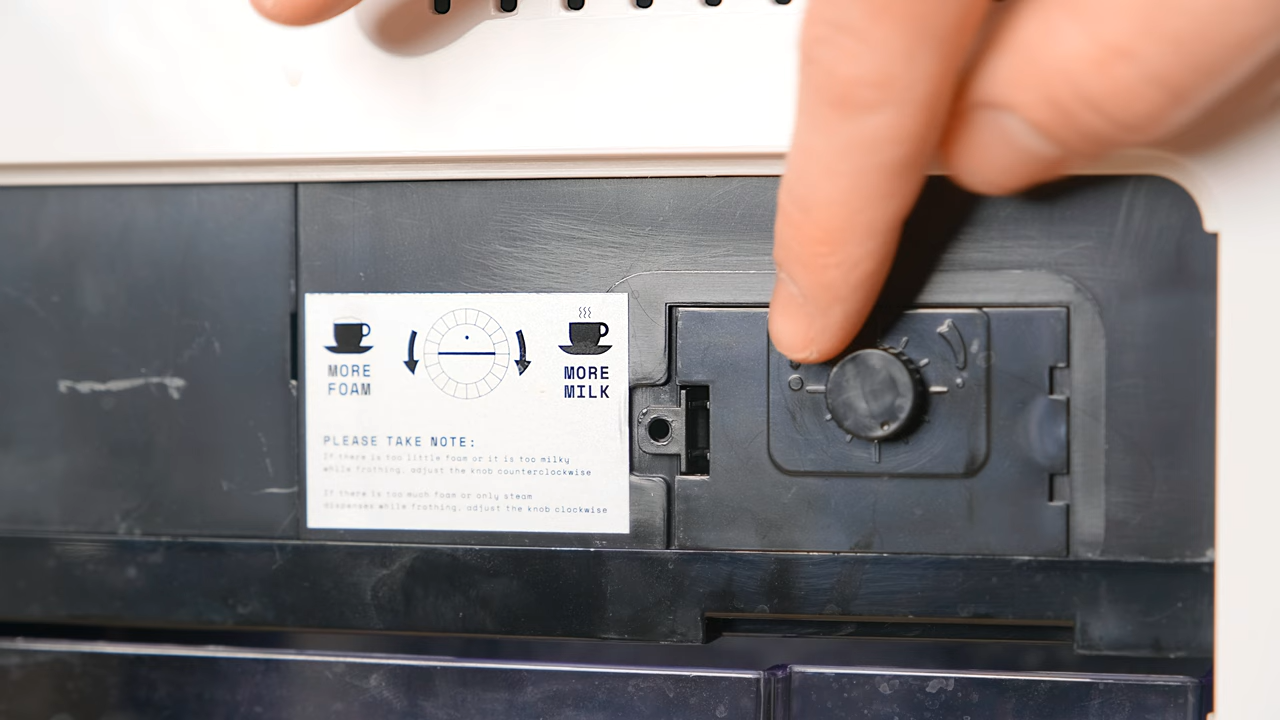 MORE
FOAM
MORE
MILK
PLEASE TAKE NOTE:
If there is too little foam or it is too milky
while frothing, adjust the knob counterclockwise
If there is too much foam or only steam
dispenses while frothing, adjust the knob clockwise